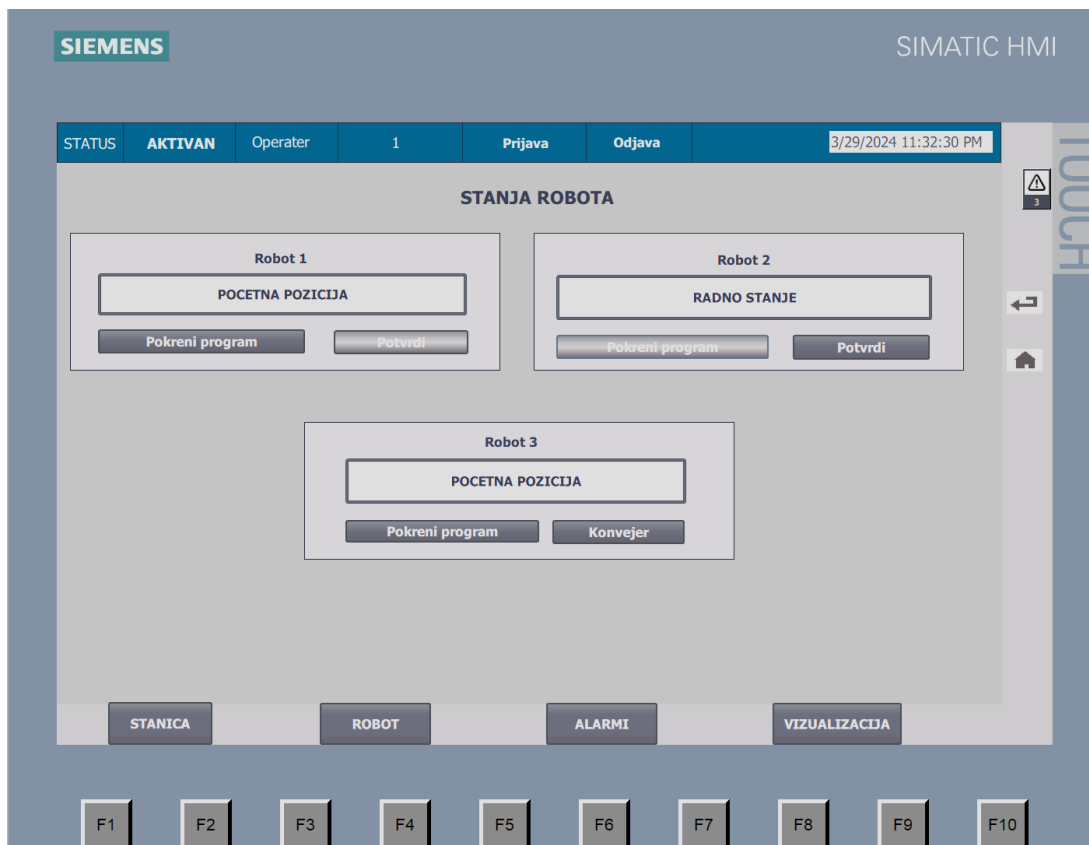 SIEMENS
SIMATIC HMI
TOUCH
STATUS AKTIVAN Operater 1 Prijava Odjava 3/29/2024 11:32:30 PM
STANJA ROBOTA
3
Robot 1
POCETNA POZICIJA
Pokreni program Potvrdi
Robot 2
RADNO STANJE
Pokreni program Potvrdi
Robot 3
POCETNA POZICIJA
Pokreni program Konvejer
STANICA ROBOT ALARMI VIZUALIZACIJA
F1 F2 F3 F4 F5 F6 F7 F8 F9 F10